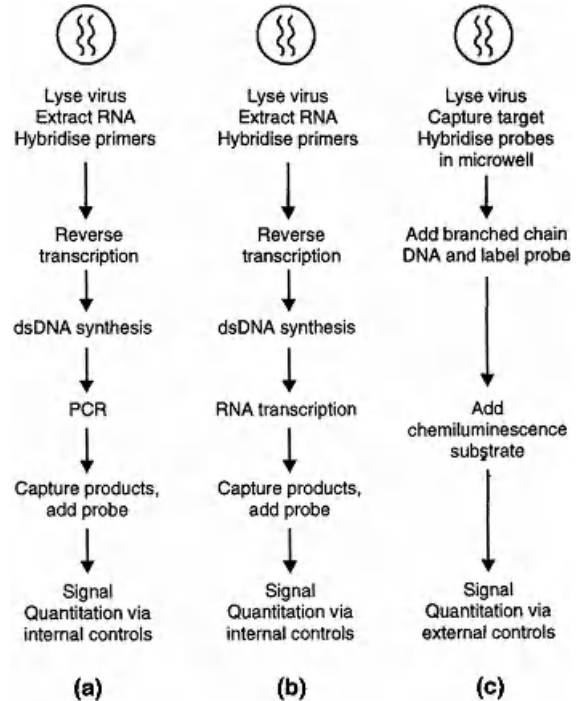 Lyse virus
Extract RNA
Hybridise primers
Reverse
transcription
dsDNA synthesis
PCR
Capture products,
add probe
Signal
Quantitation via
internal controls
(a)
Lyse virus
Extract RNA
Hybridise primers
Reverse
transcription
dsDNA synthesis
RNA transcription
Capture products,
add probe
Signal
Quantitation via
internal controls
(b)
Lyse virus
Capture target
Hybridise probes
in microwell
Add branched chain
DNA and label probe
Add
chemiluminescence
substrate
Signal
Quantitation via
external controls
(c)